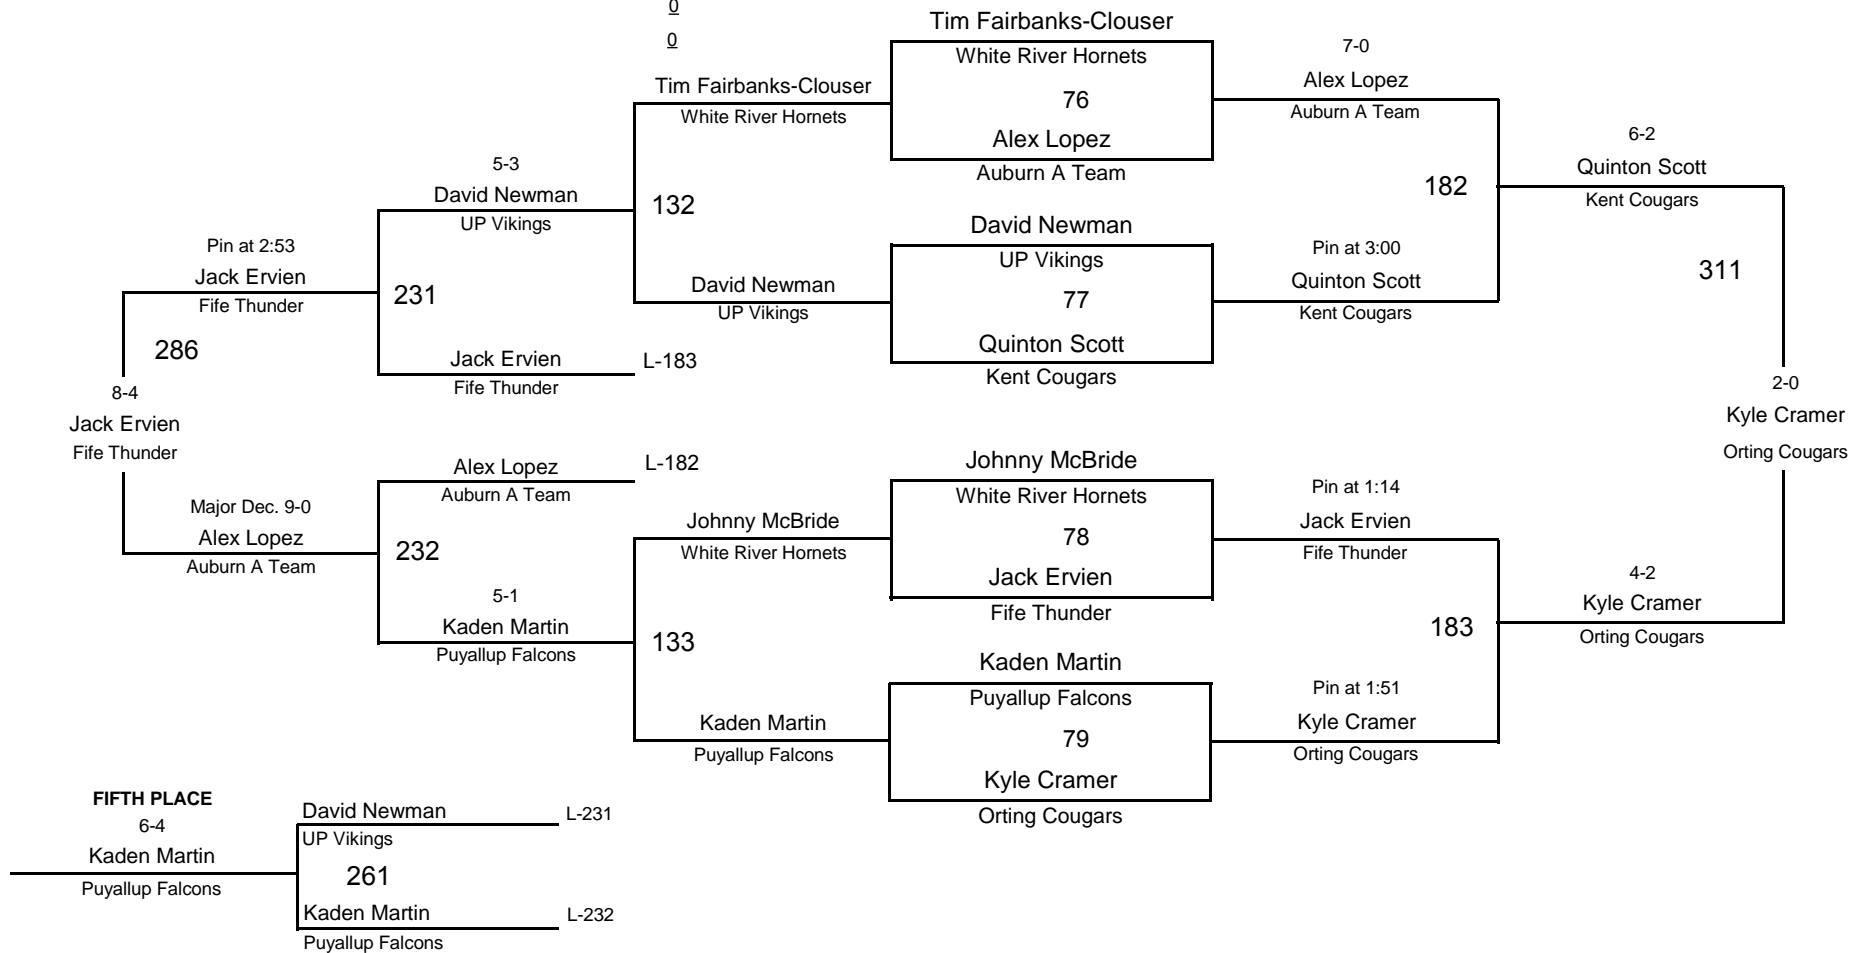 0
0
Tim Fairbanks-Clouser
White River Hornets
76
Alex Lopez
Auburn A Team
7-0
Alex Lopez
Auburn A Team
Tim Fairbanks-Clouser
White River Hornets
6-2
Quinton Scott
Kent Cougars
5-3
David Newman
UP Vikings
132
182
David Newman
UP Vikings
77
Quinton Scott
Kent Cougars
Pin at 3:00
Quinton Scott
Kent Cougars
David Newman
UP Vikings
Pin at 2:53
Jack Ervien
Fife Thunder
231
311
286
Jack Ervien
Fife Thunder
L-183
8-4
Jack Ervien
Fife Thunder
2-0
Kyle Cramer
Orting Cougars
Alex Lopez
Auburn A Team
L-182
Johnny McBride
White River Hornets
78
Jack Ervien
Fife Thunder
Pin at 1:14
Jack Ervien
Fife Thunder
Johnny McBride
White River Hornets
Major Dec. 9-0
Alex Lopez
Auburn A Team
232
4-2
Kyle Cramer
Orting Cougars
5-1
Kaden Martin
Puyallup Falcons
133
183
Kaden Martin
Puyallup Falcons
79
Kyle Cramer
Orting Cougars
Pin at 1:51
Kyle Cramer
Orting Cougars
Kaden Martin
Puyallup Falcons
FIFTH PLACE
6-4
Kaden Martin
Puyallup Falcons
David Newman
UP Vikings
L-231
261
Kaden Martin
Puyallup Falcons
L-232